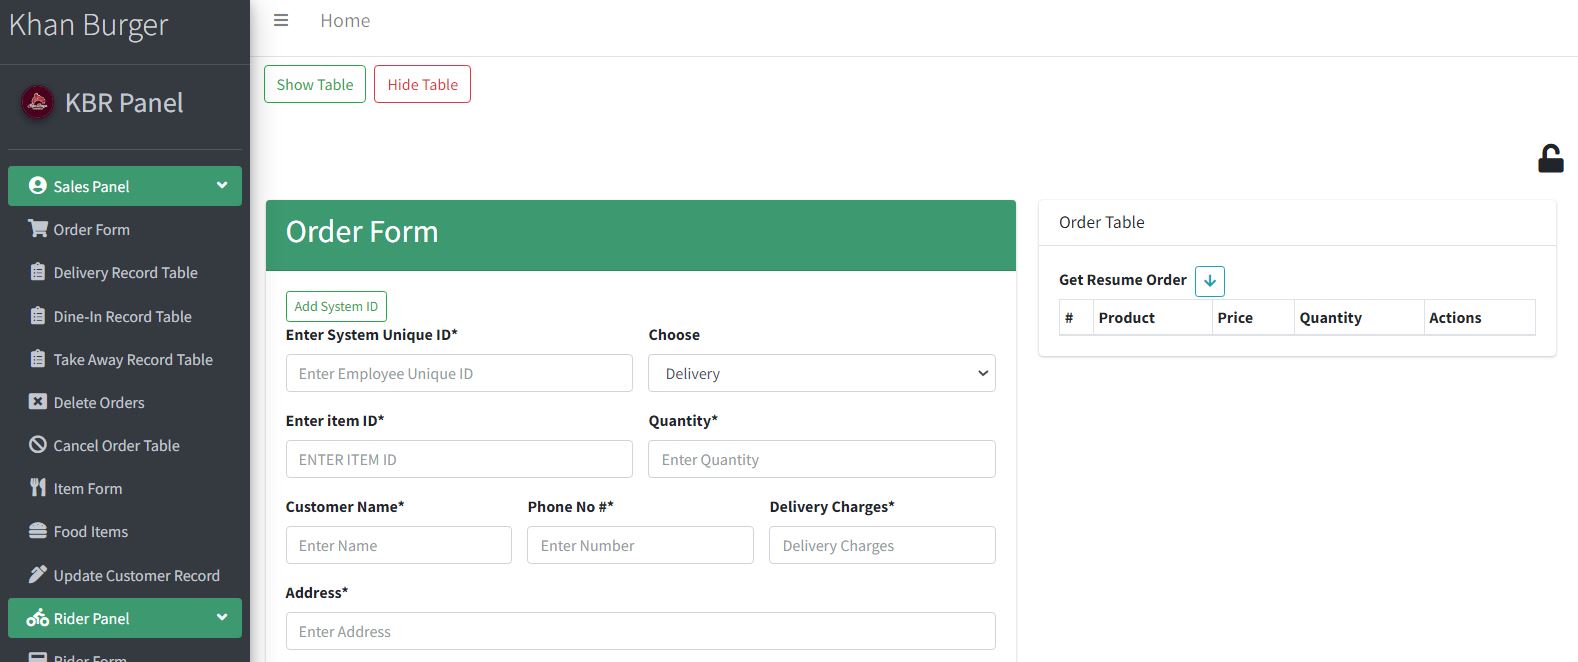 Khan Burger
Home
KBR Panel
Show Table
Hide Table
Sales Panel
Order Form
Delivery Record Table
Dine-In Record Table
Take Away Record Table
Delete Orders
Cancel Order Table
Item Form
Food Items
Update Customer Record
Rider Panel
Rider Form
Order Form
Add System ID
Enter System Unique ID*
Choose
Enter Employee Unique ID
Delivery
Enter item ID*
Quantity*
ENTER ITEM ID
Enter Quantity
Customer Name*
Phone No #*
Delivery Charges*
Enter Name
Enter Number
Delivery Charges
Address*
Enter Address
Order Table
Get Resume Order
# Product Price Quantity Actions